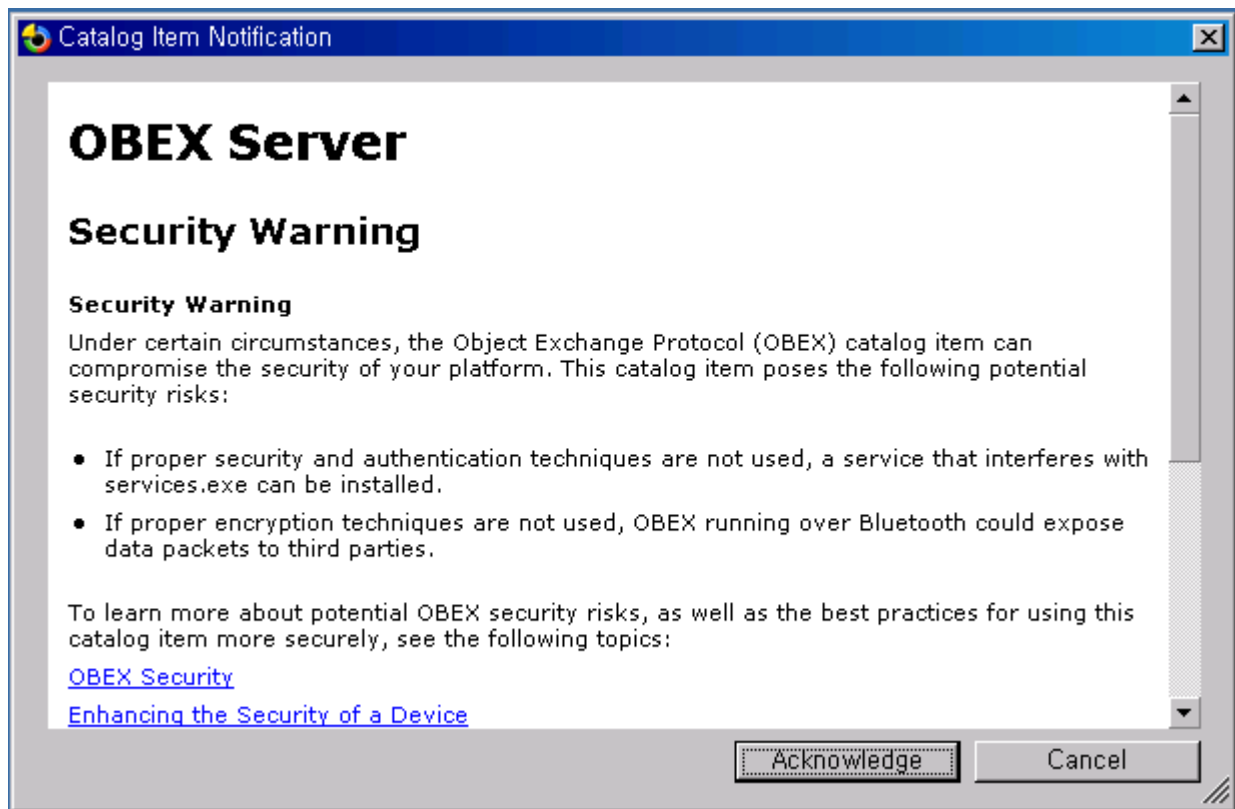 Catalog Item Notification
OBEX Server
Security Warning
Security Warning
Under certain circumstances, the Object Exchange Protocol (OBEX) catalog item can
compromise the security of your platform. This catalog item poses the following potential
security risks:
● If proper security and authentication techniques are not used, a service that interferes with
services.exe can be installed.
● If proper encryption techniques are not used, OBEX running over Bluetooth could expose
data packets to third parties.
To learn more about potential OBEX security risks, as well as the best practices for using this
catalog item more securely, see the following topics:
OBEX Security
Enhancing the Security of a Device
Acknowledge
Cancel